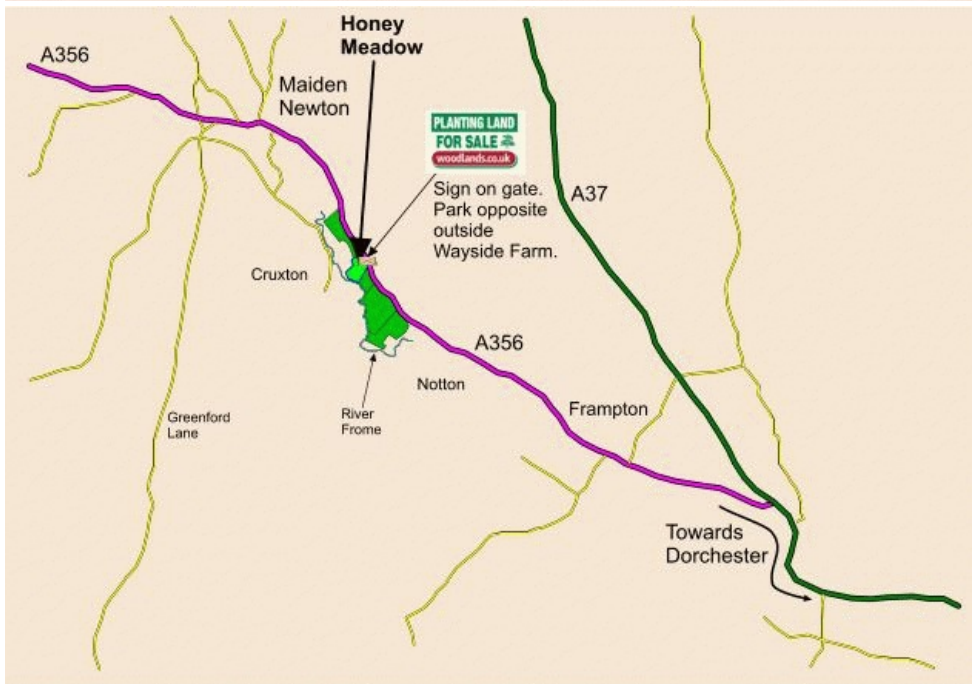 Honey
Meadow
A356
Maiden
Newton
PLANTING LAND
FOR SALE
woodlands.co.uk
Sign on gate.
Park opposite
outside
Wayside Farm.
A37
Cruxton
A356
Notton
River
Frome
Greenford
Lane
Frampton
Towards
Dorchester